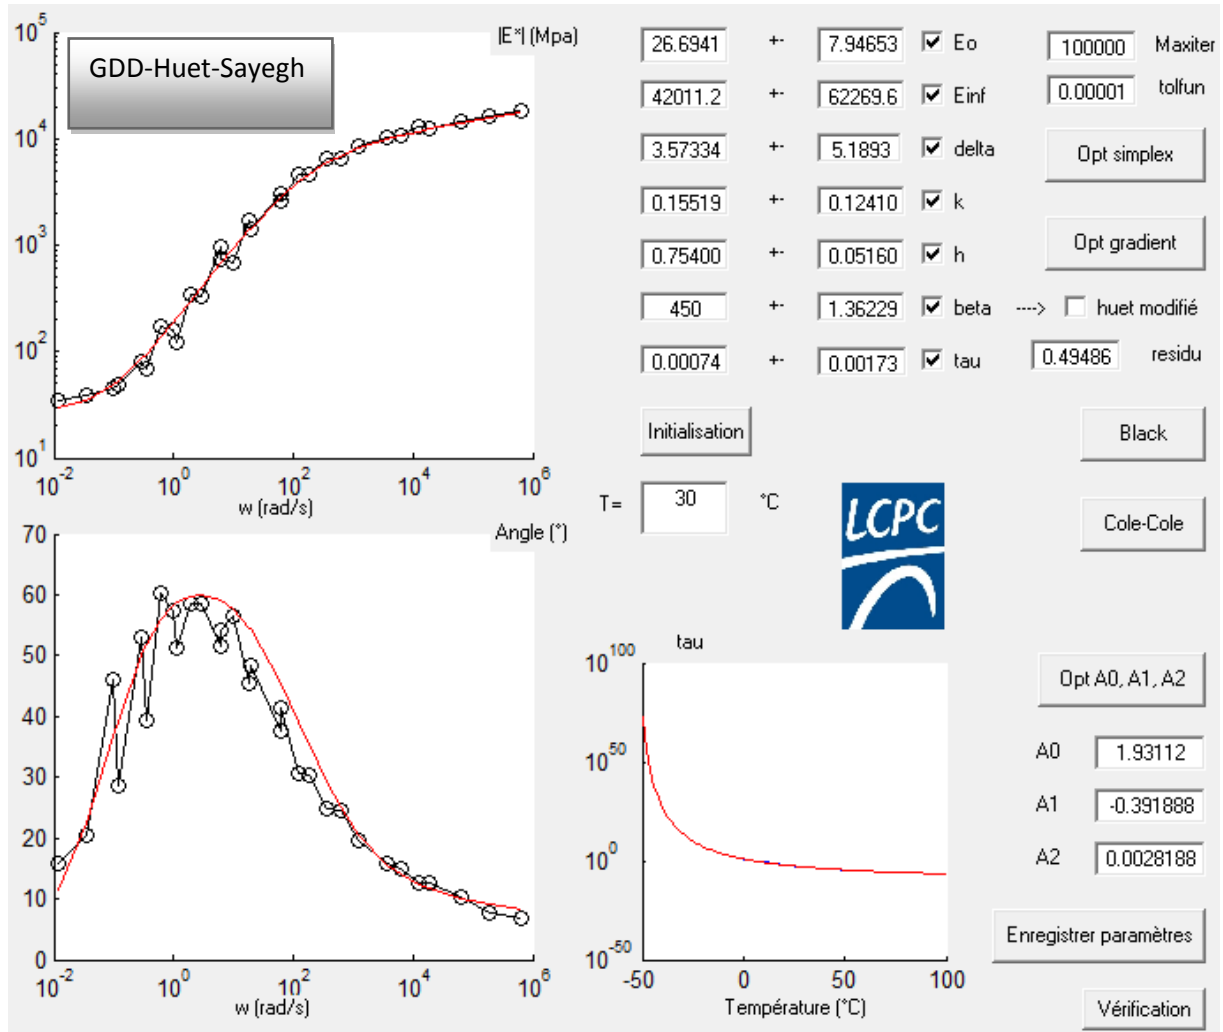 GDD-Huet-Sayegh
|E*| (Mpa)
10^5
10^4
10^3
10^2
10^1
10^-2
10^0
10^2
10^4
10^6
w (rad/s)
26.6941 +- 7.94653 Eo
42011.2 +- 62269.6 Einf
3.57334 +- 5.1893 delta
0.15519 +- 0.12410 k
0.75400 +- 0.05160 h
450 +- 1.36229 beta ----> huet modifié
0.00074 +- 0.00173 tau
0.49486 residu
100000 Maxiter
0.00001 tolfun
Opt simplex
Opt gradient
Initialisation
Black
T= 30 °C
LCPC
Cole-Cole
Angle (°)
70
60
50
40
30
20
10
0
10^-2
10^0
10^2
10^4
10^6
w (rad/s)
tau
10^100
10^50
10^0
10^-50
-50
0
50
100
Température (°C)
Opt A0, A1, A2
A0 1.93112
A1 -0.391888
A2 0.0028188
Enregistrer paramètres
Vérification